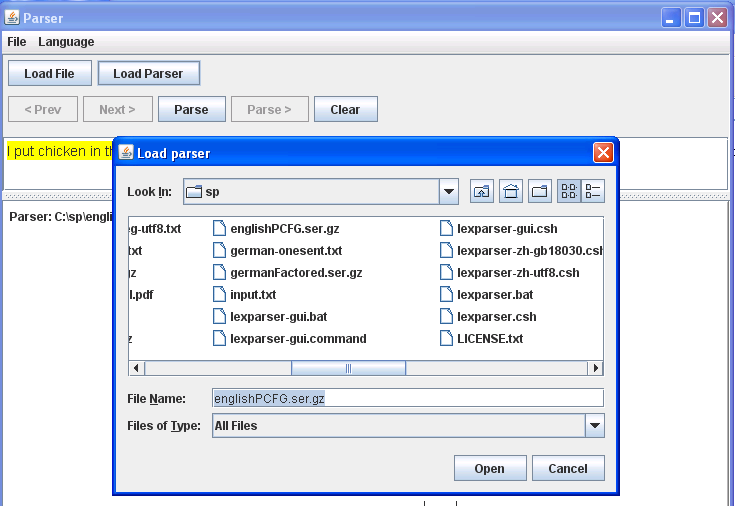 Parser
File Language
Load File Load Parser
< Prev Next > Parse Parse > Clear
I put chicken in th
Load parser
Look In: sp
Parser: C:\sp\engli
g-utf8.txt englishPCFG.ser.gz lexparser-gui.csh
txt german-onesent.txt lexparser-zh-gb18030.csh
gz germanFactored.ser.gz lexparser-zh-utf8.csh
l.pdf input.txt lexparser.bat
lexparser-gui.bat lexparser.csh
z lexparser-gui.command LICENSE.txt
File Name: englishPCFG.ser.gz
Files of Type: All Files
Open Cancel